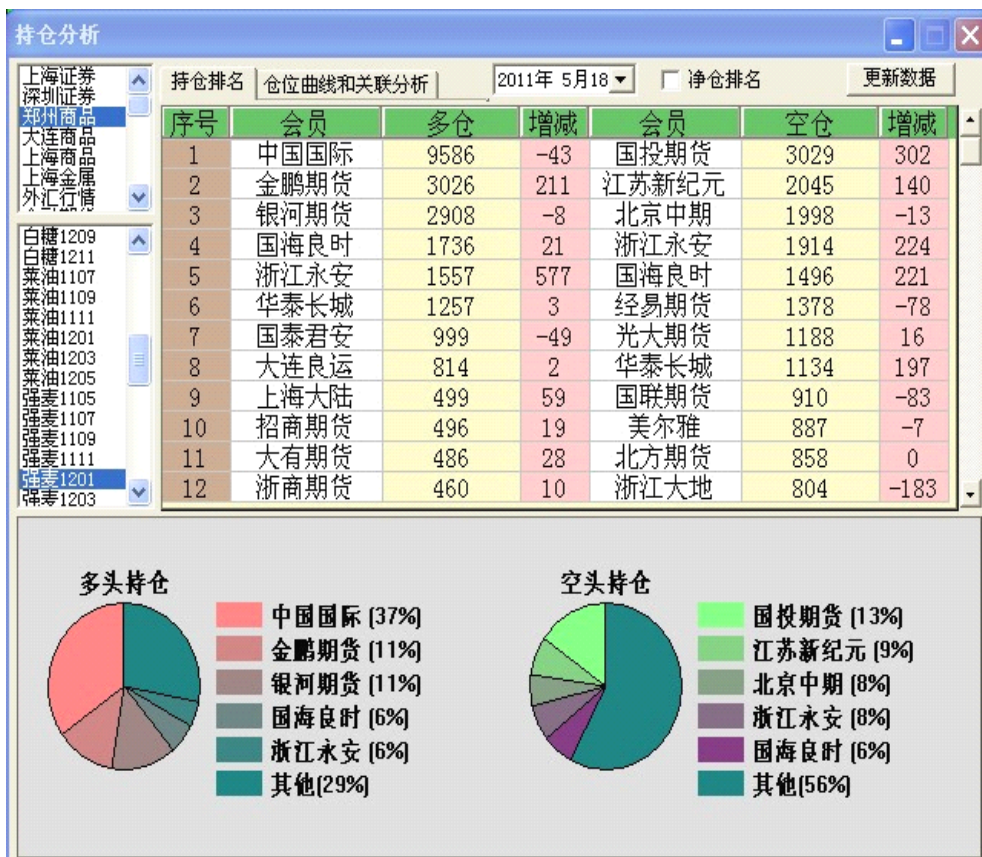 持仓分析
上海证券
深圳证券
郑州商品
大连商品
上海商品
上海金属
外汇行情
白糖1209
白糖1211
菜油1107
菜油1109
菜油1111
菜油1201
菜油1203
菜油1205
强麦1105
强麦1107
强麦1109
强麦1111
强麦1201
强麦1203
持仓排名 仓位曲线和关联分析 2011年 5月18 净仓排名 更新数据
序号 会员 多仓 增减 会员 空仓 增减
1 中国国际 9586 -43 国投期货 3029 302
2 金鹏期货 3026 211 江苏新纪元 2045 140
3 银河期货 2908 -8 北京中期 1998 -13
4 国海良时 1736 21 浙江永安 1914 224
5 浙江永安 1557 577 国海良时 1496 221
6 华泰长城 1257 3 经易期货 1378 -78
7 国泰君安 999 -49 光大期货 1188 16
8 大连良运 814 2 华泰长城 1134 197
9 上海大陆 499 59 国联期货 910 -83
10 招商期货 496 19 美尔雅 887 -7
11 大有期货 486 28 北方期货 858 0
12 浙商期货 460 10 浙江大地 804 -183
多头持仓
中国国际 (37%)
金鹏期货 (11%)
银河期货 (11%)
国海良时 (6%)
浙江永安 (6%)
其他(29%)
空头持仓
国投期货 (13%)
江苏新纪元 (9%)
北京中期 (8%)
浙江永安 (8%)
国海良时 (6%)
其他(56%)